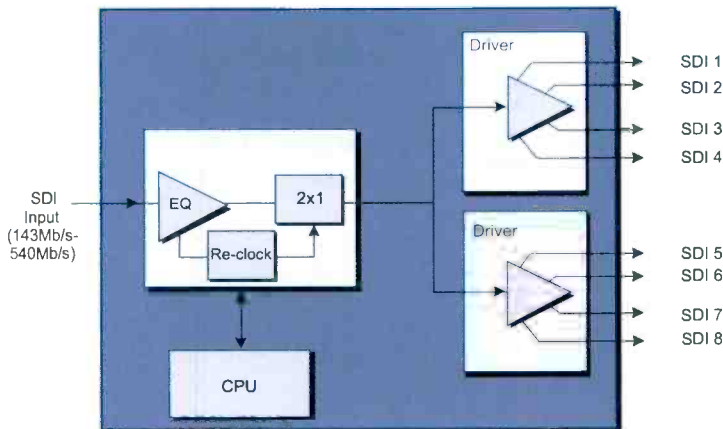 Driver
SDI 1
SDI 2
SDI 3
SDI 4
SDI
Input
(143Mb/s-
540Mb/s)
EQ
2x1
Re-clock
Driver
SDI 5
SDI 6
SDI 7
SDI 8
CPU